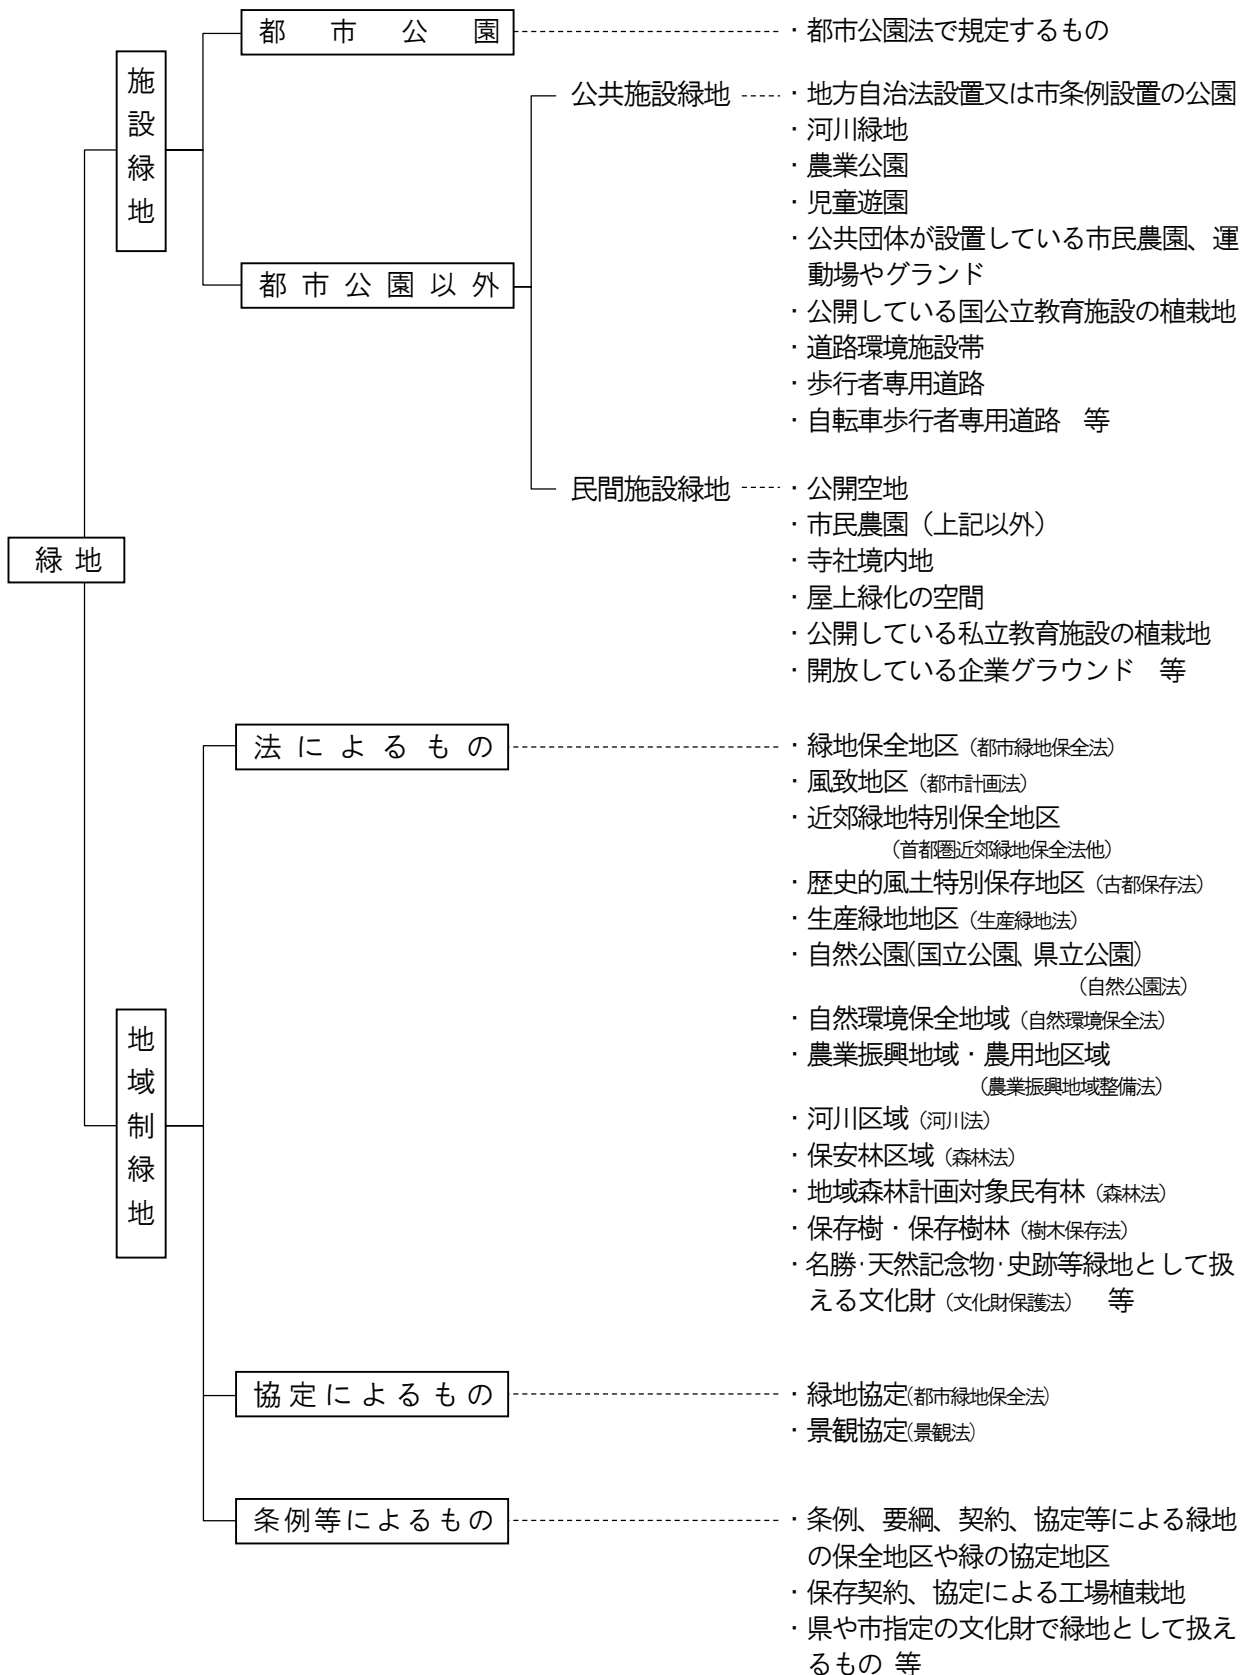 緑地
施設緑地
都市公園
・都市公園法で規定するもの
都市公園以外
公共施設緑地
・地方自治法設置又は市条例設置の公園
・河川緑地
・農業公園
・児童遊園
・公共団体が設置している市民農園、運
動場やグランド
・公開している国公立教育施設の植栽地
・道路環境施設帯
・歩行者専用道路
・自転車歩行者専用道路　等
民間施設緑地
・公開空地
・市民農園（上記以外）
・寺社境内地
・屋上緑化の空間
・公開している私立教育施設の植栽地
・開放している企業グラウンド　等
地域制緑地
法によるもの
・緑地保全地区（都市緑地保全法）
・風致地区（都市計画法）
・近郊緑地特別保全地区
（首都圏近郊緑地保全法他）
・歴史的風土特別保存地区（古都保存法）
・生産緑地地区（生産緑地法）
・自然公園(国立公園、県立公園)
（自然公園法）
・自然環境保全地域（自然環境保全法）
・農業振興地域・農用地区域
（農業振興地域整備法）
・河川区域（河川法）
・保安林区域（森林法）
・地域森林計画対象民有林（森林法）
・保存樹・保存樹林（樹木保存法）
・名勝・天然記念物・史跡等緑地として扱
える文化財（文化財保護法）　等
協定によるもの
・緑地協定(都市緑地保全法)
・景観協定(景観法)
条例等によるもの
・条例、要綱、契約、協定等による緑地
の保全地区や緑の協定地区
・保存契約、協定による工場植栽地
・県や市指定の文化財で緑地として扱え
るもの 等